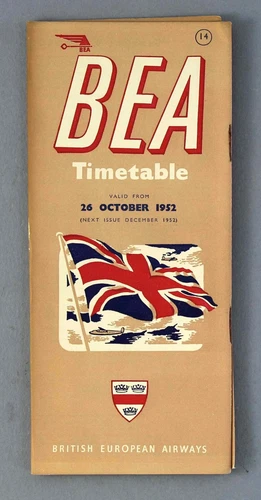 BEA
14
BEA
Timetable
VALID FROM
26 OCTOBER 1952
(NEXT ISSUE DECEMBER 1952)
BRITISH EUROPEAN AIRWAYS